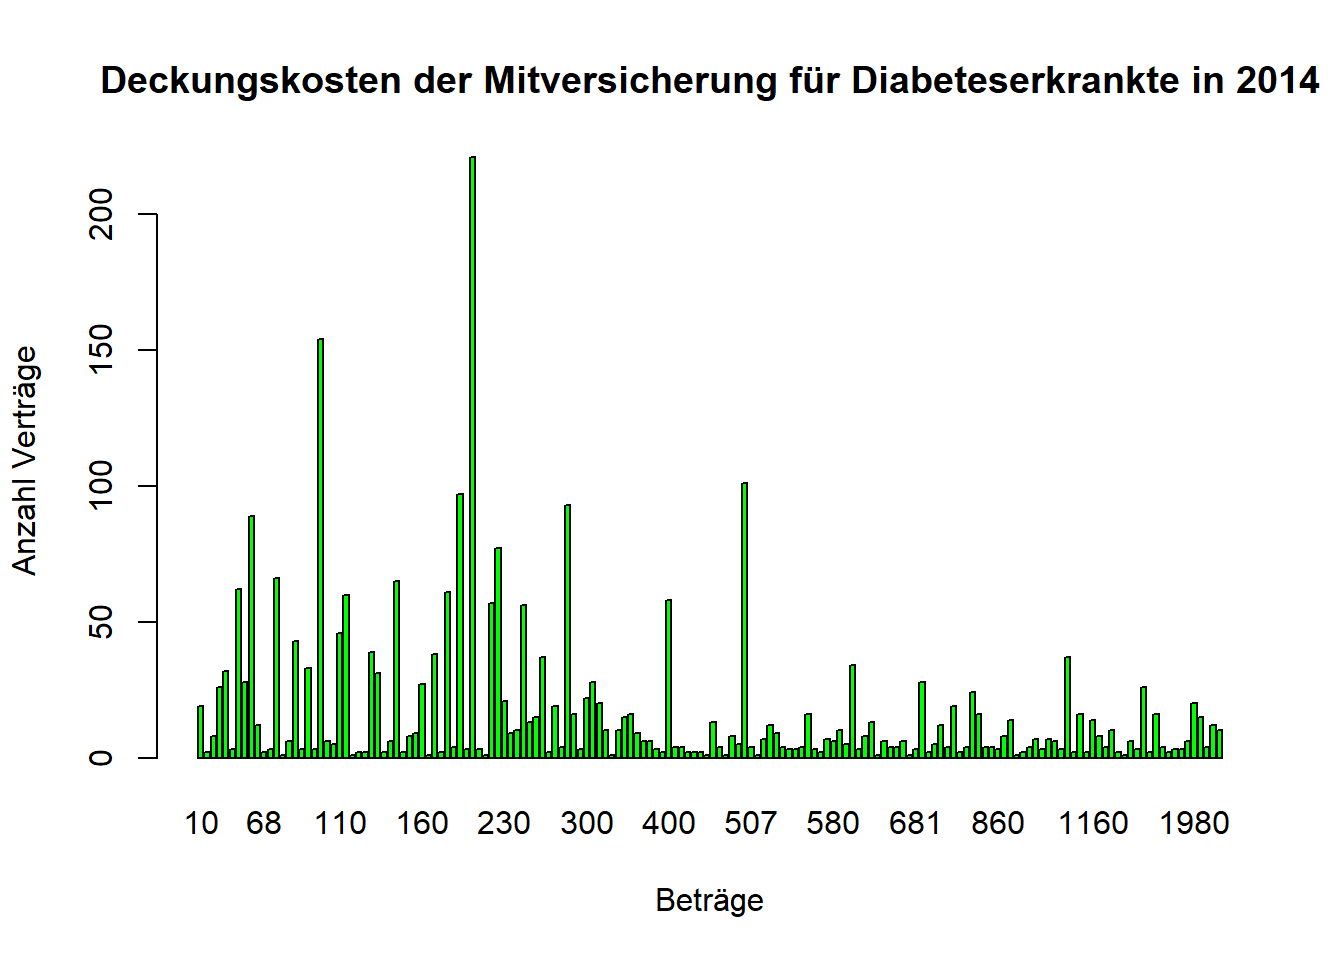 Deckungskosten der Mitversicherung für Diabeteserkrankte in 2014
Anzahl Verträge
200
150
100
50
0
10 68 110 160 230 300 400 507 580 681 860 1160 1980
Beträge